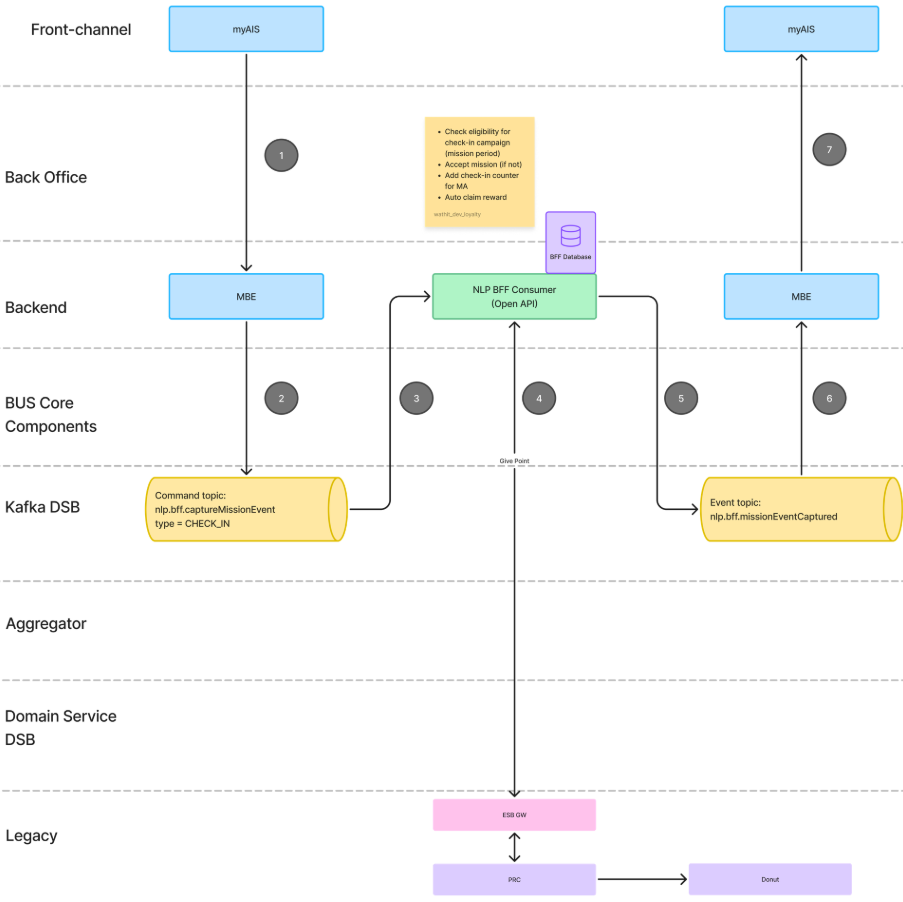 Front-channel
myAIS
myAIS
1
7
• Check eligibility for
check-in campaign
(mission period)
• Accept mission (if not)
• Add check-in counter
for MA
• Auto claim reward
Back Office
BFF Database
Backend
MBE
NLP BFF Consumer
(Open API)
MBE
BUS Core
Components
2
3
4
5
6
Give Point
Kafka DSB
Command topic:
nlp.bff.captureMissionEvent
type = CHECK_IN
Event topic:
nlp.bff.missionEventCaptured
Aggregator
Domain Service
DSB
Legacy
ESB GW
PRC
Donut